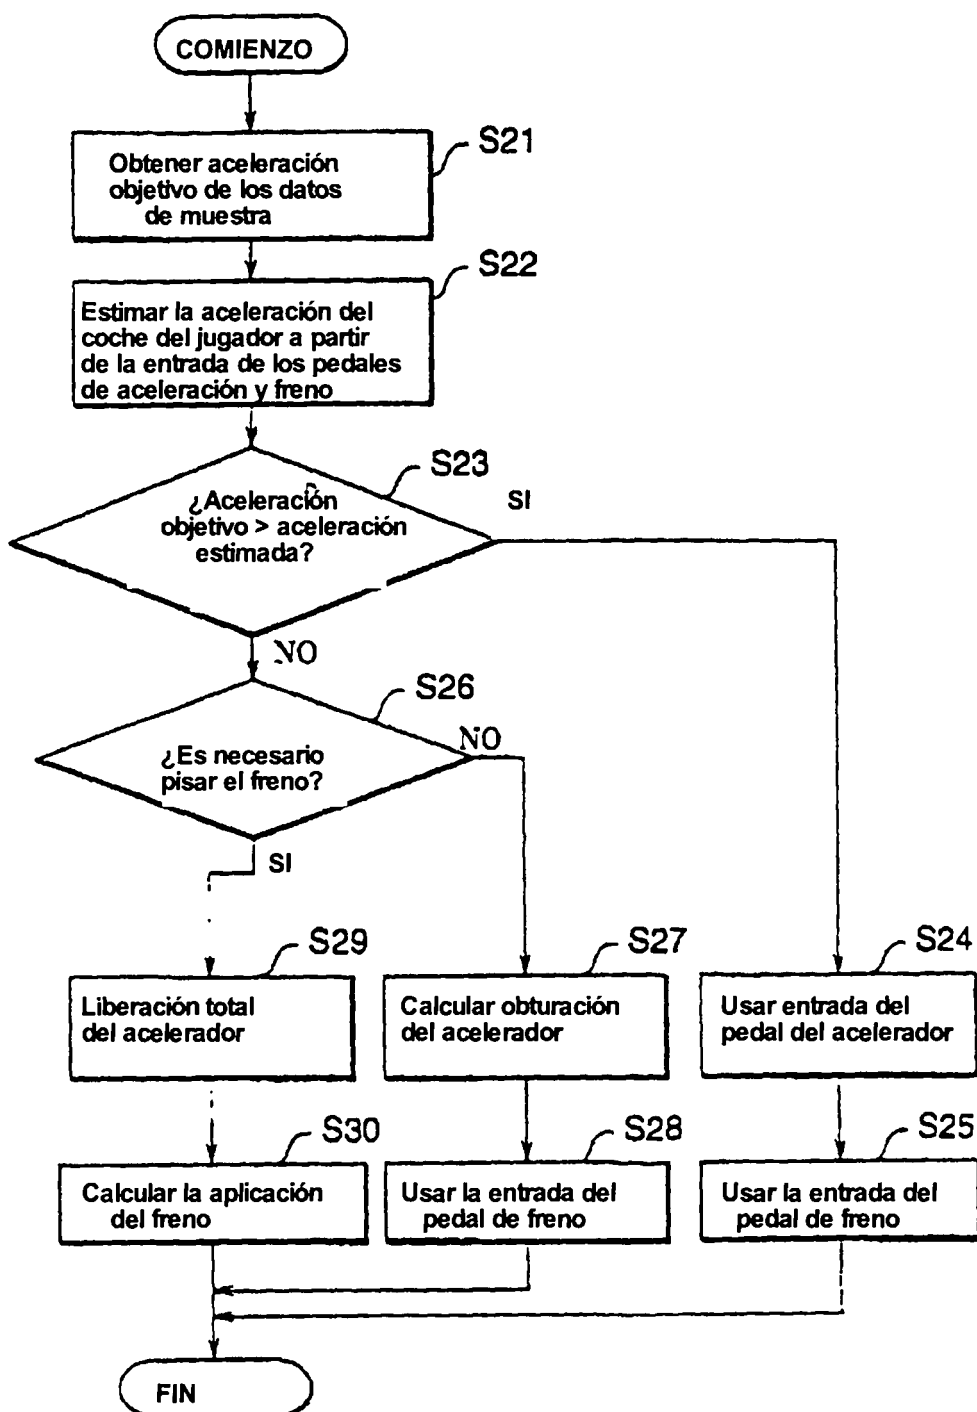 COMIENZO
S21
Obtener aceleración
objetivo de los datos
de muestra
S22
Estimar la aceleración del
coche del jugador a partir
de la entrada de los pedales
de aceleración y freno
S23
¿Aceleración
objetivo > aceleración
estimada?
SI
NO
S26
¿Es necesario
pisar el freno?
NO
SI
S29
Liberación total
del acelerador
S27
Calcular obturación
del acelerador
S24
Usar entrada del
pedal del acelerador
S30
Calcular la aplicación
del freno
S28
Usar la entrada del
pedal de freno
S25
Usar la entrada del
pedal de freno
FIN